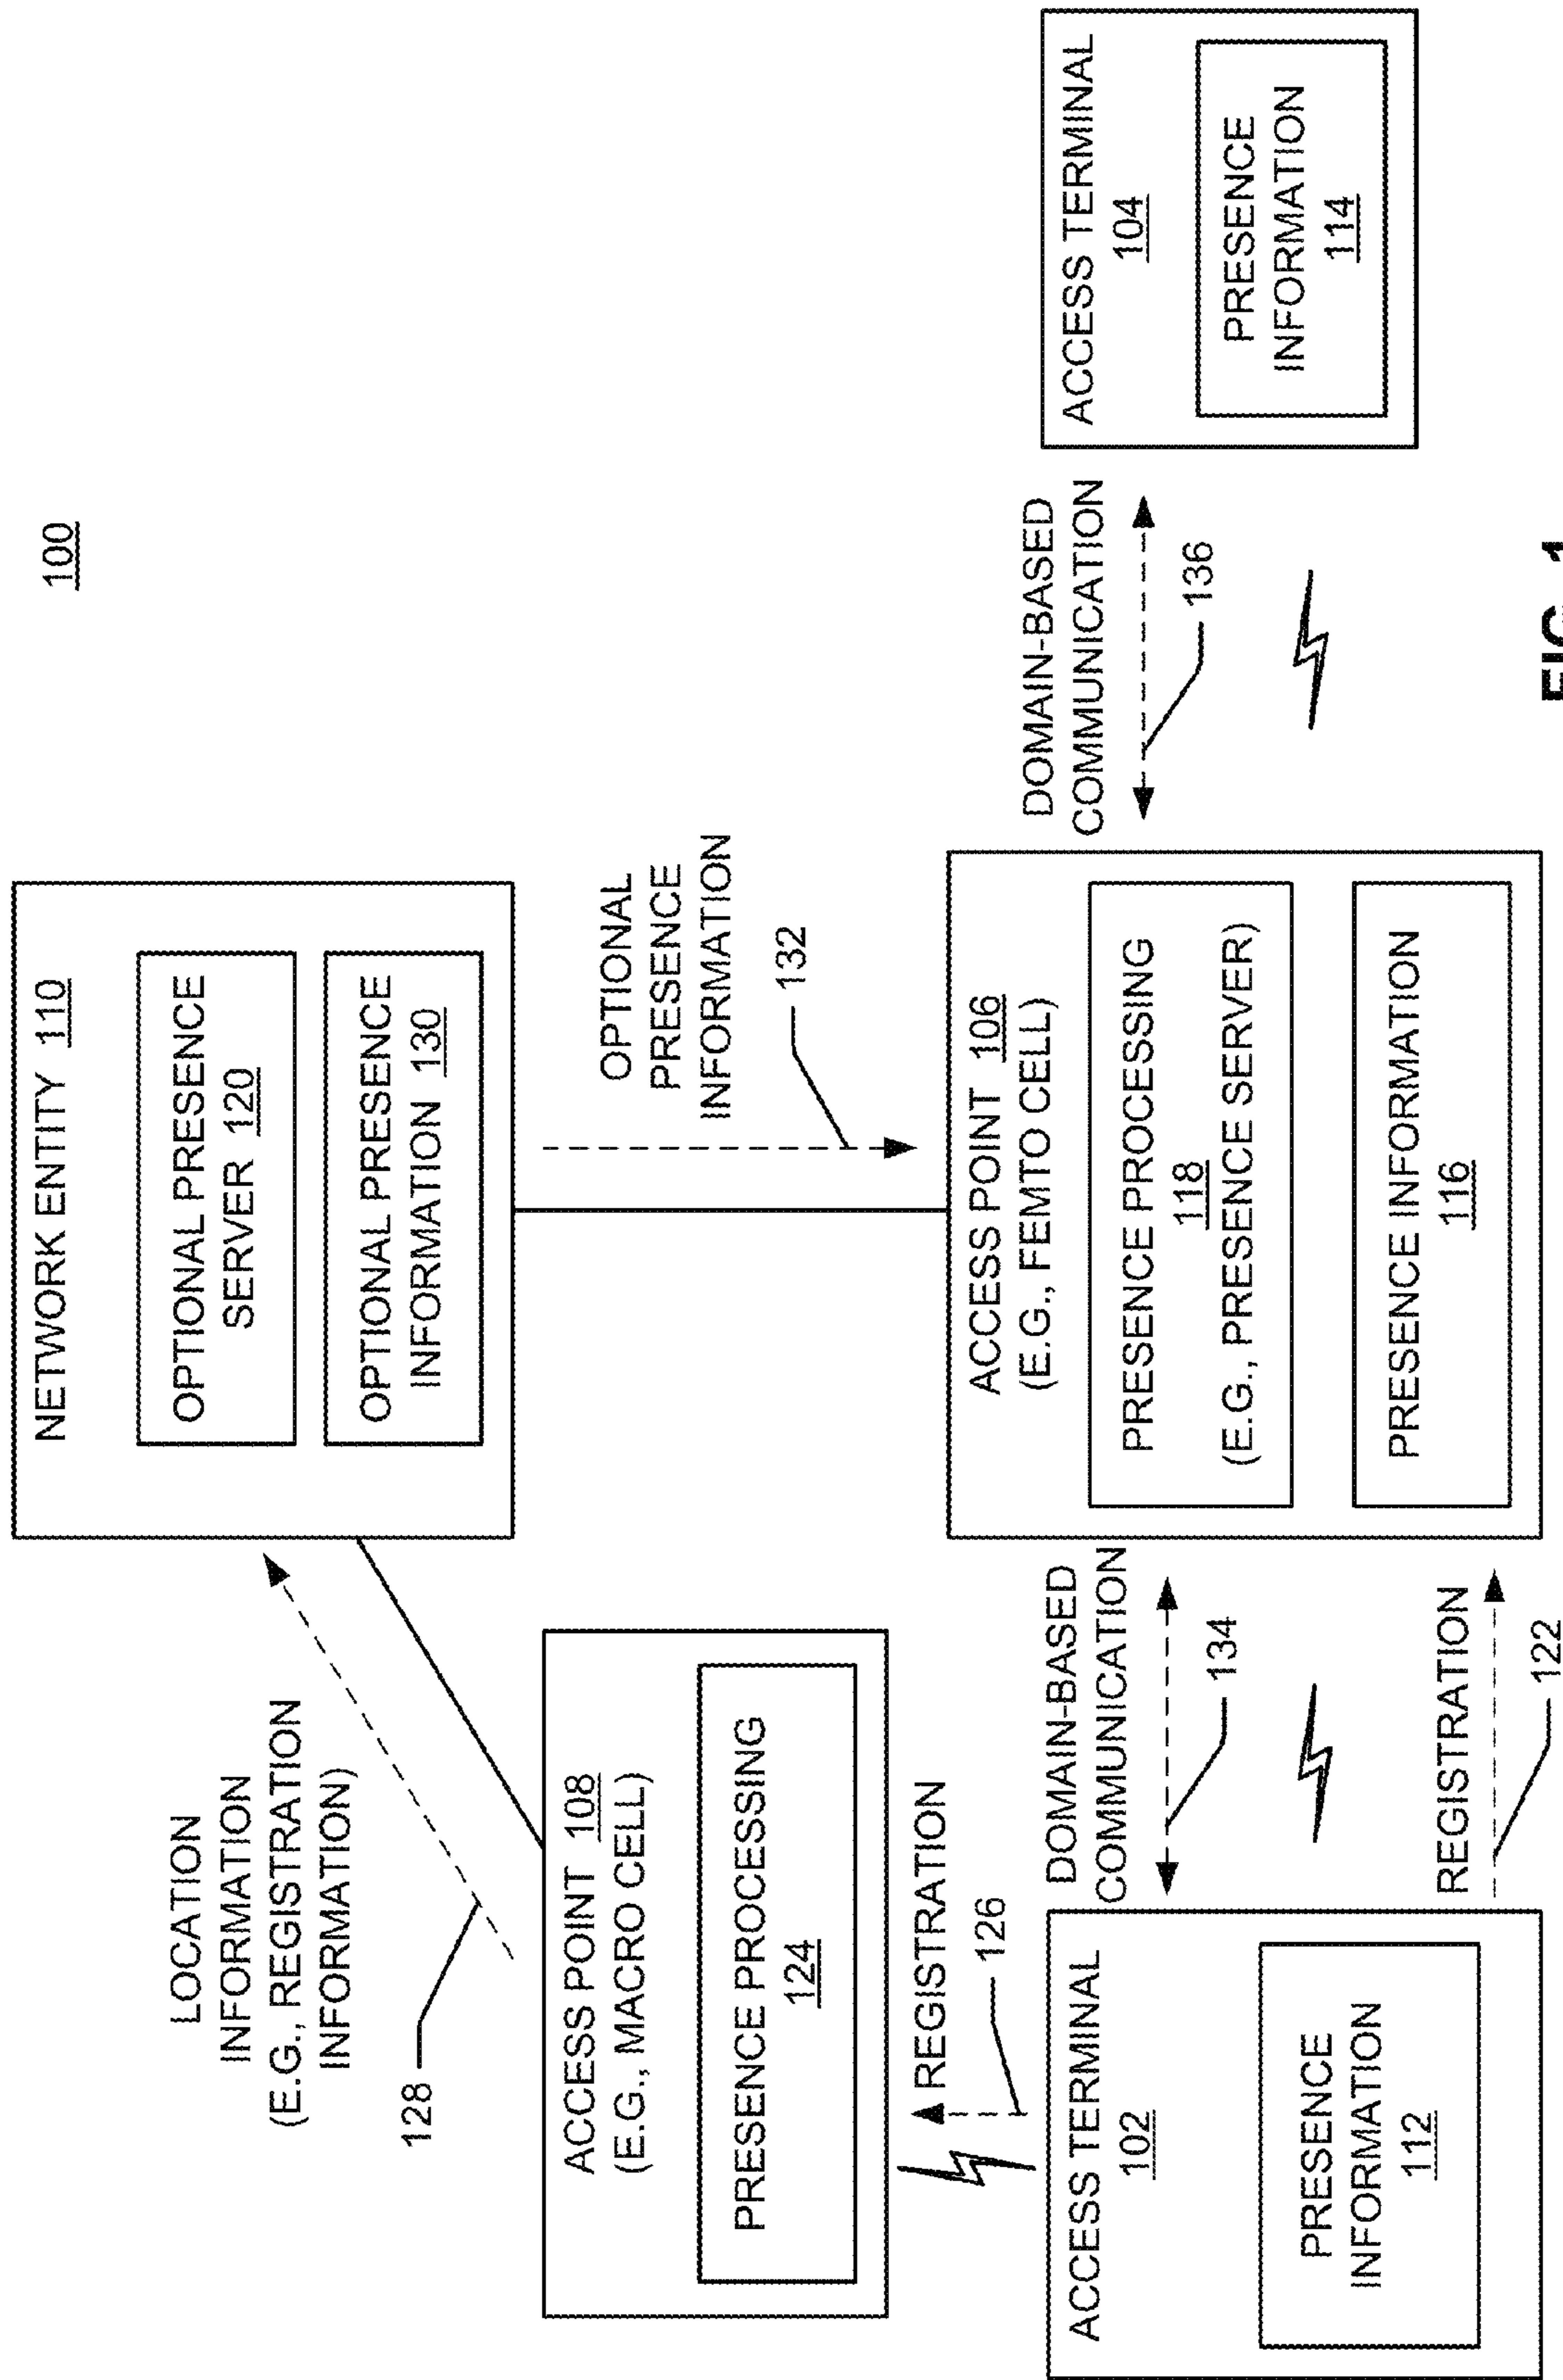 100
NETWORK ENTITY 110
OPTIONAL PRESENCE
SERVER 120
OPTIONAL PRESENCE
INFORMATION 130
LOCATION
INFORMATION
(E.G., REGISTRATION
INFORMATION)
128
OPTIONAL
PRESENCE
INFORMATION
132
ACCESS POINT 108
(E.G., MACRO CELL)
PRESENCE PROCESSING
124
REGISTRATION
126
ACCESS TERMINAL
102
PRESENCE
INFORMATION
112
DOMAIN-BASED
COMMUNICATION
134
REGISTRATION
122
ACCESS POINT 106
(E.G., FEMTO CELL)
PRESENCE PROCESSING
118
(E.G., PRESENCE SERVER)
PRESENCE INFORMATION
116
DOMAIN-BASED
COMMUNICATION
136
ACCESS TERMINAL
104
PRESENCE
INFORMATION
114
FIG. 1